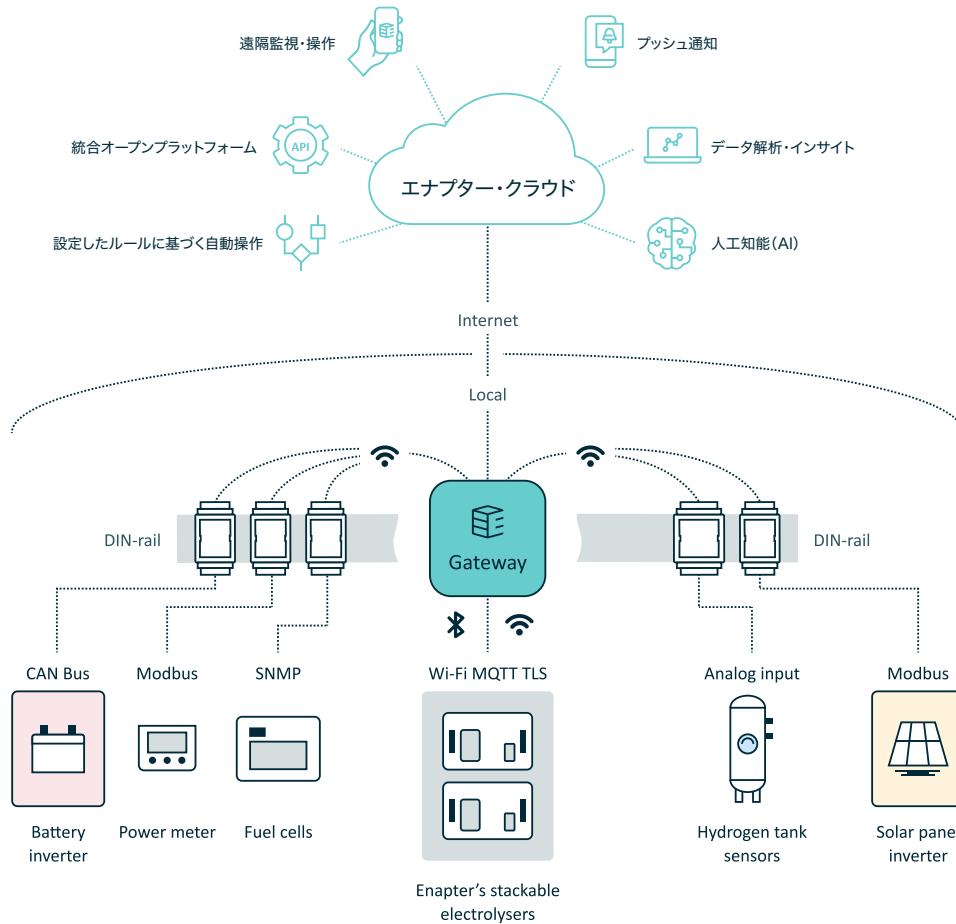 遠隔監視・操作
プッシュ通知
統合オープンプラットフォーム
API
データ解析・インサイト
エナプター・クラウド
設定したルールに基づく自動操作
人工知能（AI）
Internet
Local
DIN-rail
Gateway
DIN-rail
CAN Bus
Modbus
SNMP
Wi-Fi MQTT TLS
Analog input
Modbus
Battery
inverter
Power meter
Fuel cells
Hydrogen tank
sensors
Solar pane
inverter
Enapter’s stackable
electrolysers